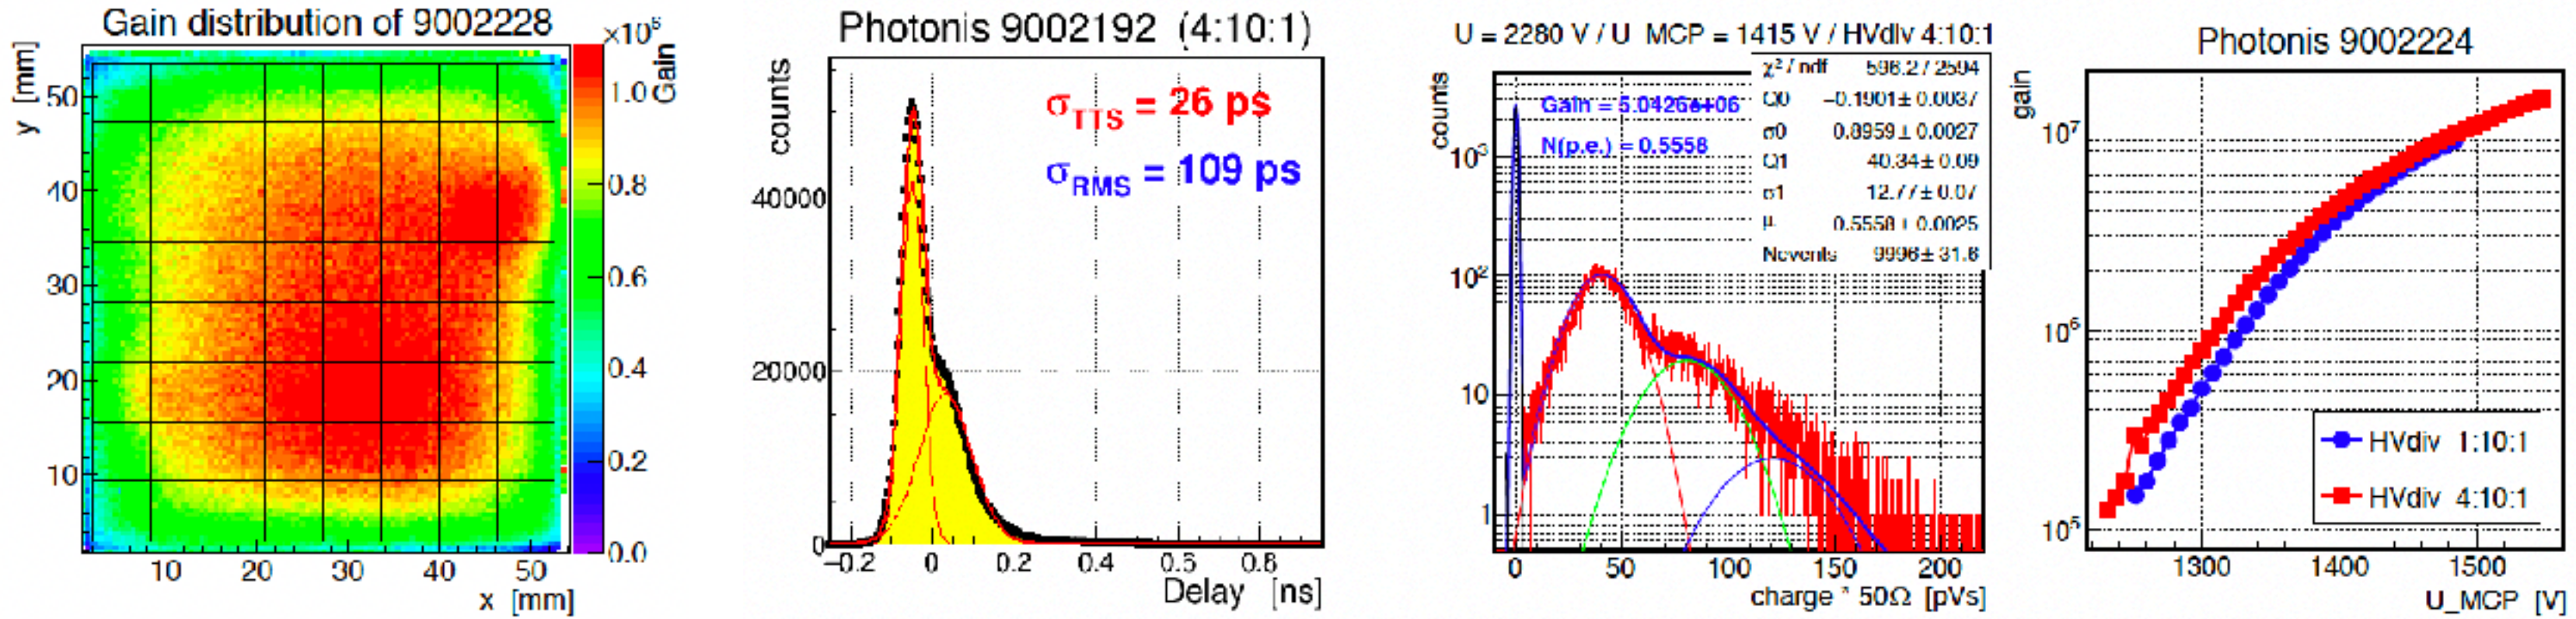 Gain distribution of 9002228
×10⁶
Gain
1.0
0.8
0.6
0.4
0.2
0.0
y [mm]
50
40
30
20
10
10 20 30 40 50
x [mm]
Photonis 9002192 (4:10:1)
counts
σTTS = 26 ps
σRMS = 109 ps
40000
20000
0
−0.2 0 0.2 0.4 0.6 0.8
Delay [ns]
U = 2280 V / U MCP = 1415 V / HVdiv 4:10:1
counts
Gain = 5.0426e+06
N(p.e.) = 0.5558
χ² / ndf 596.2 / 2594
Q0 −0.1901 ± 0.0037
σ0 0.8959 ± 0.0027
Q1 40.34 ± 0.09
σ1 12.77 ± 0.07
μ 0.5558 ± 0.0025
Nevents 9996 ± 31.6
10³
10²
10
1
0 50 100 150 200
charge * 50Ω [pVs]
Photonis 9002224
gain
10⁷
10⁶
10⁵
HVdiv 1:10:1
HVdiv 4:10:1
1300 1400 1500
U_MCP [V]